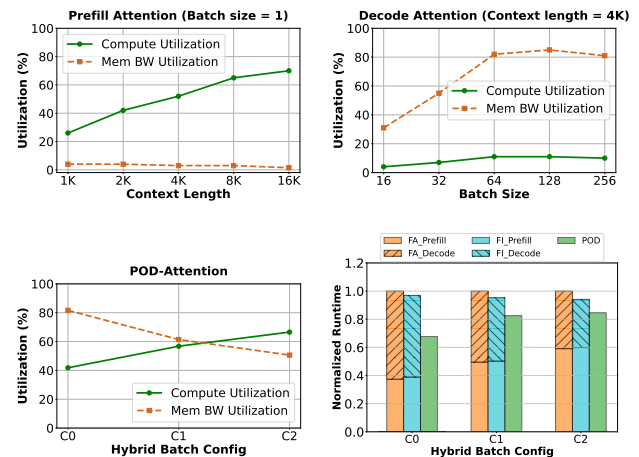 Prefill Attention (Batch size = 1)
100
80
60
40
20
0
Utilization (%)
Compute Utilization
Mem BW Utilization
1K 2K 4K 8K 16K
Context Length
Decode Attention (Context length = 4K)
100
80
60
40
20
0
Utilization (%)
Compute Utilization
Mem BW Utilization
16 32 64 128 256
Batch Size
POD-Attention
100
80
60
40
20
0
Utilization (%)
Compute Utilization
Mem BW Utilization
C0 C1 C2
Hybrid Batch Config
FA_Prefill FI_Prefill POD
FA_Decode FI_Decode
1.2
1.0
0.8
0.6
0.4
0.2
0.0
Normalized Runtime
C0 C1 C2
Hybrid Batch Config